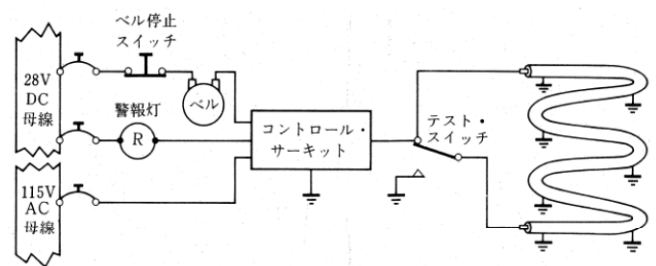 ベル停止
スイッチ
28V
DC
母線
ベル
警報灯
R
コントロール・
サーキット
テスト・
スイッチ
115V
AC
母線